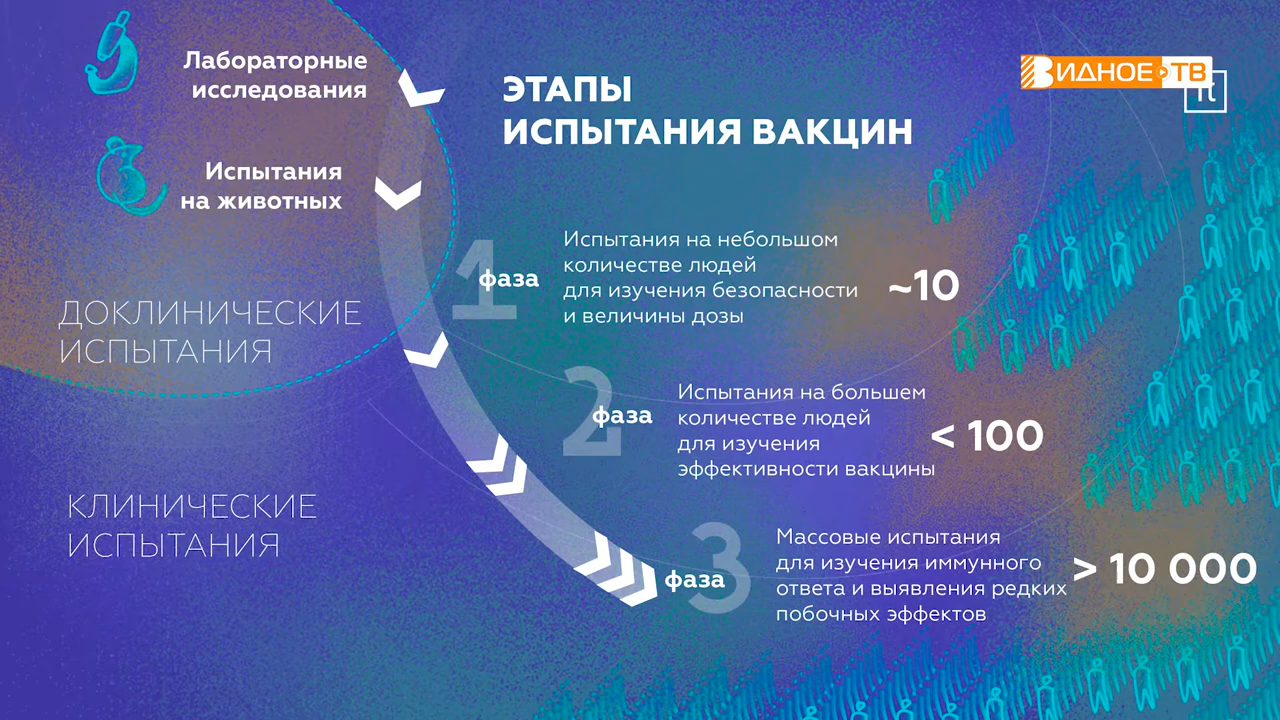 Лабораторные
исследования
Испытания
на животных
ДОКЛИНИЧЕСКИЕ
ИСПЫТАНИЯ
КЛИНИЧЕСКИЕ
ИСПЫТАНИЯ
ЭТАПЫ
ИСПЫТАНИЯ ВАКЦИН
ВИДНОЕ ТВ
1 фаза
Испытания на небольшом
количестве людей
для изучения безопасности
и величины дозы
~10
2 фаза
Испытания на большем
количестве людей
для изучения
эффективности вакцины
< 100
3 фаза
Массовые испытания
для изучения иммунного
ответа и выявления редких
побочных эффектов
> 10 000